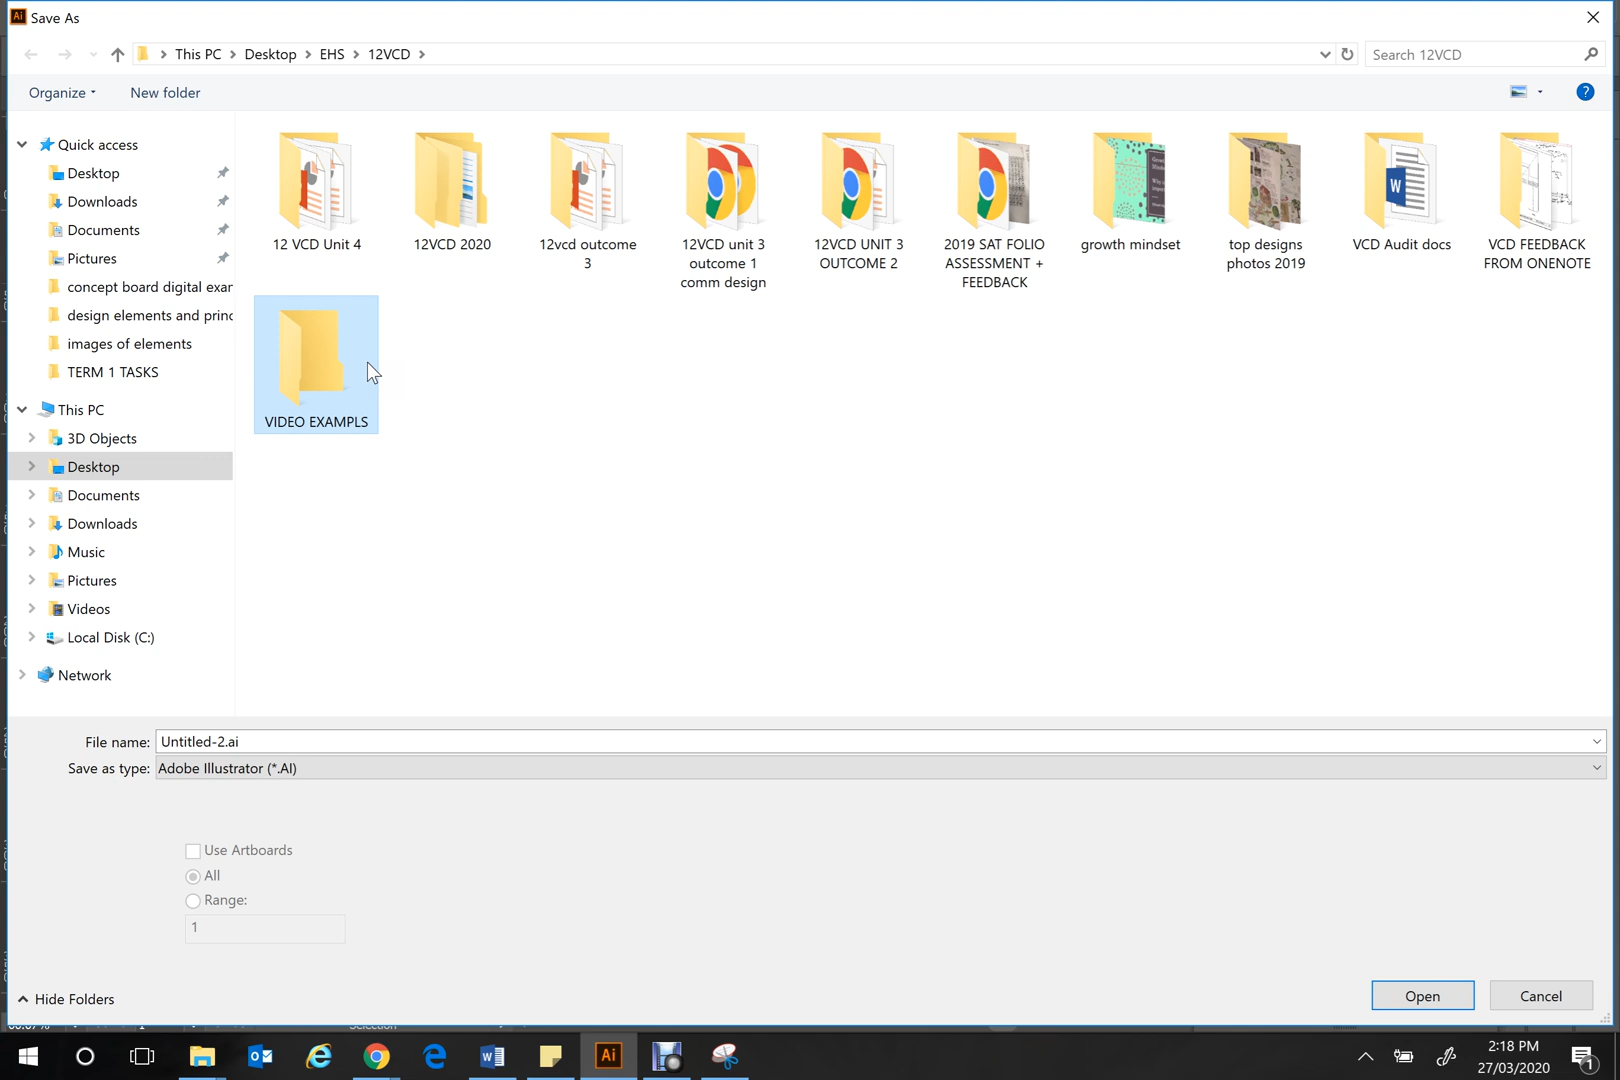 Ai Save As
This PC > Desktop > EHS > 12VCD >
Search 12VCD
Organize
New folder
?
Quick access
Desktop
Downloads
Documents
Pictures
concept board digital exar
design elements and princ
images of elements
TERM 1 TASKS
This PC
3D Objects
Desktop
Documents
Downloads
Music
Pictures
Videos
Local Disk (C:)
Network
12 VCD Unit 4
12VCD 2020
12vcd outcome
3
12VCD unit 3
outcome 1
comm design
12VCD UNIT 3
OUTCOME 2
2019 SAT FOLIO
ASSESSMENT +
FEEDBACK
growth mindset
top designs
photos 2019
VCD Audit docs
VCD FEEDBACK
FROM ONENOTE
VIDEO EXAMPLS
File name: Untitled-2.ai
Save as type: Adobe Illustrator (*.AI)
Use Artboards
All
Range:
1
Hide Folders
Open
Cancel
Selection
Ai
2:18 PM
27/03/2020
1